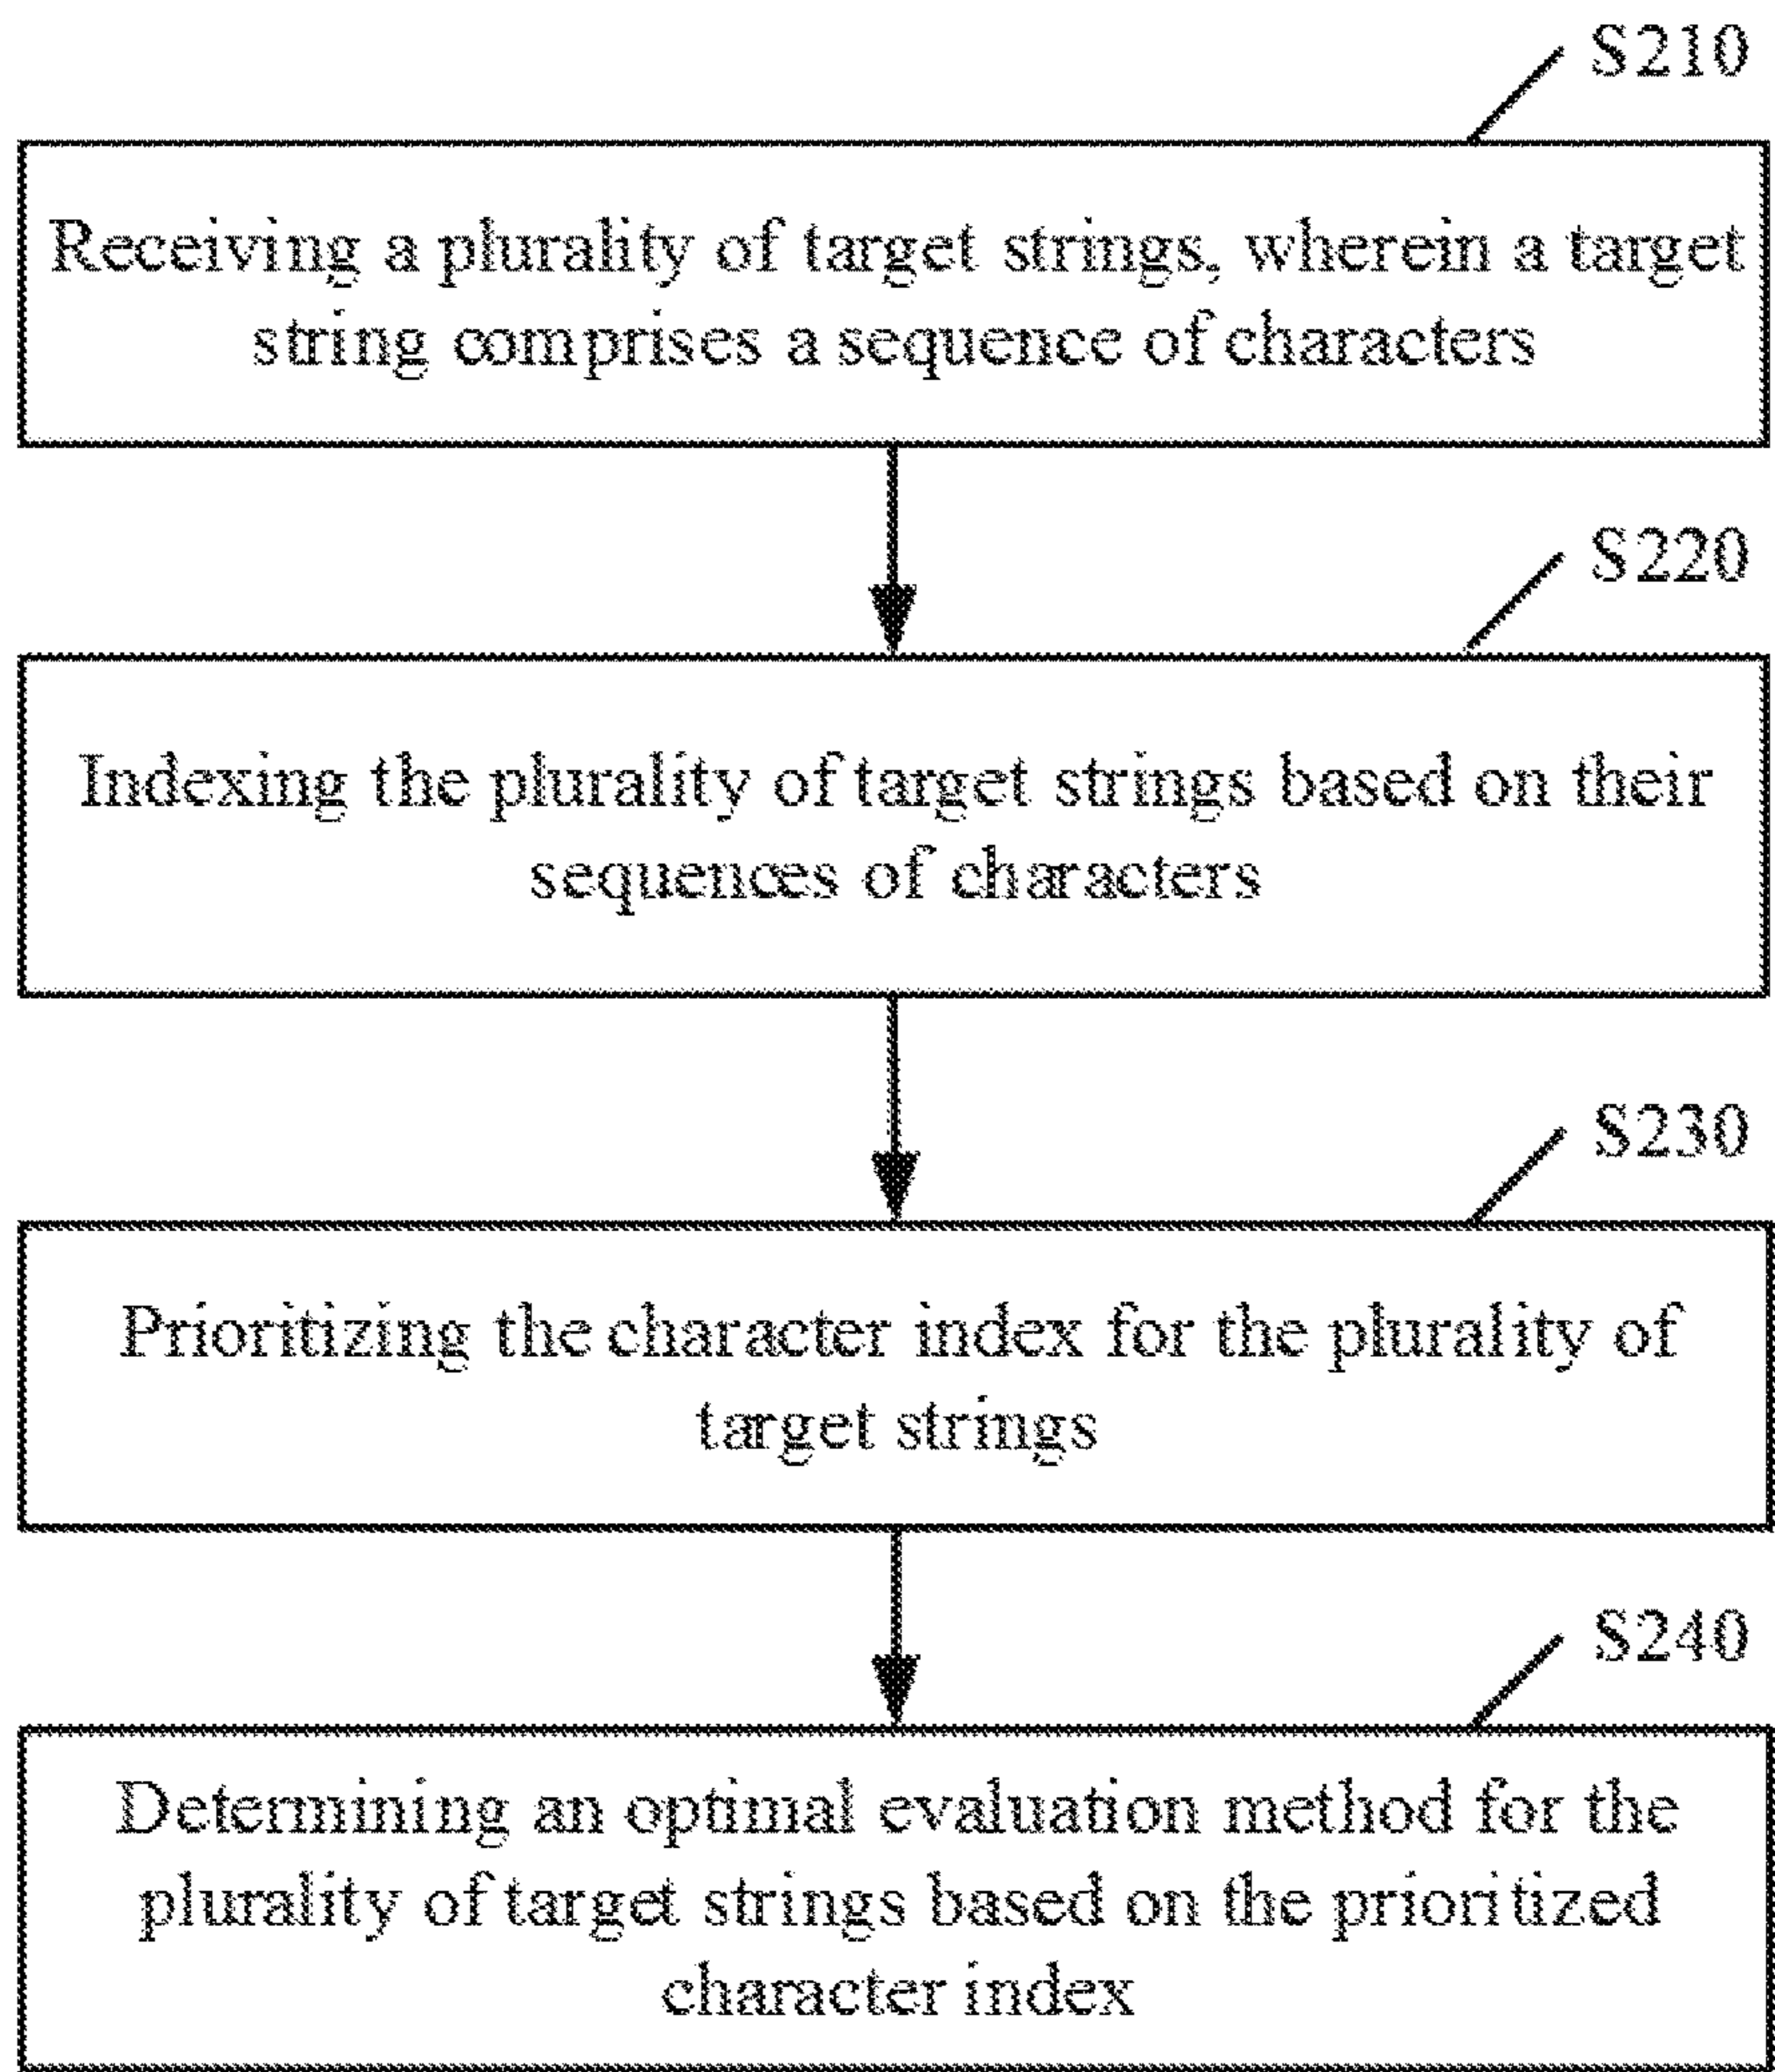 S210
Receiving a plurality of target strings, wherein a target
string comprises a sequence of characters
S220
Indexing the plurality of target strings based on their
sequences of characters
S230
Prioritizing the character index for the plurality of
target strings
S240
Determining an optimal evaluation method for the
plurality of target strings based on the prioritized
character index